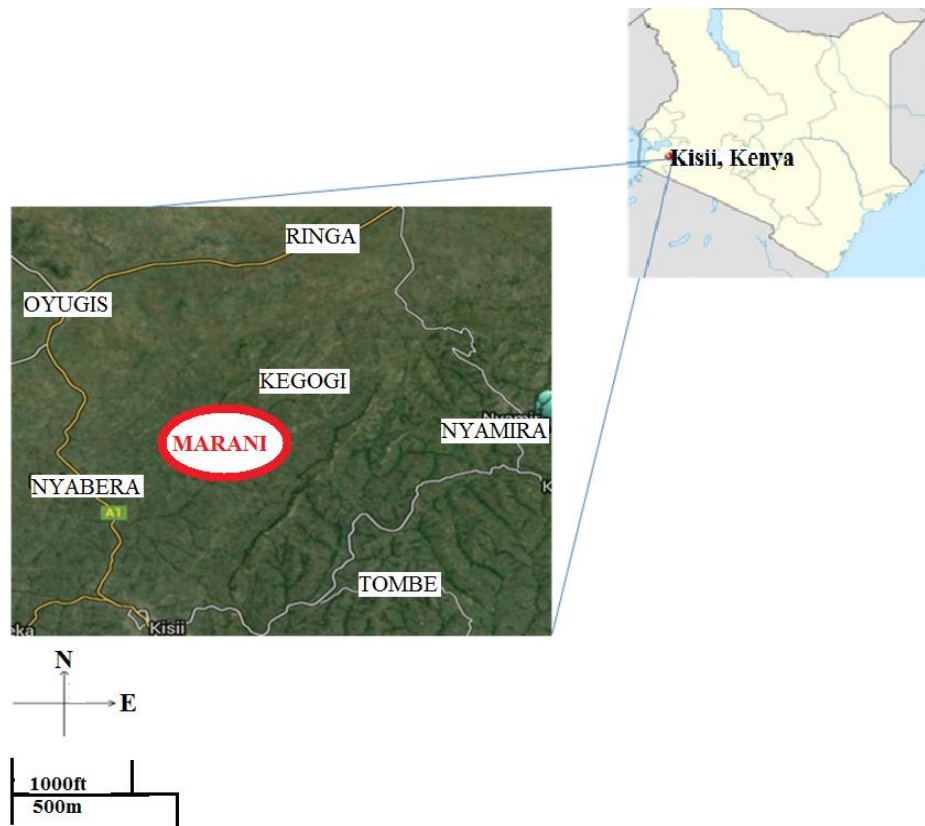 Kisii, Kenya
RINGA
OYUGIS
KEGOGI
MARANI
NYAMIRA
NYABERA
A1
TOMBE
Kisii
N
E
1000ft
500m